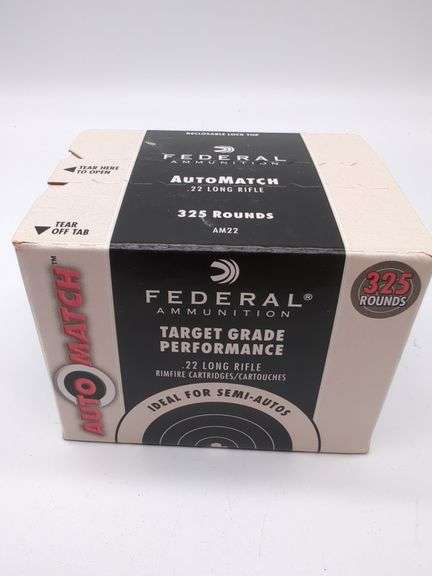 RECLOSABLE LOCK TOP
FEDERAL
AMMUNITION
TEAR HERE
TO OPEN
AUTOMATCH
.22 LONG RIFLE
325 ROUNDS
AM22
TEAR
OFF TAB
FEDERAL®
AMMUNITION
TARGET GRADE
PERFORMANCE
.22 LONG RIFLE
RIMFIRE CARTRIDGES/CARTOUCHES
IDEAL FOR SEMI-AUTOS
325
ROUNDS
AUTO MATCH™